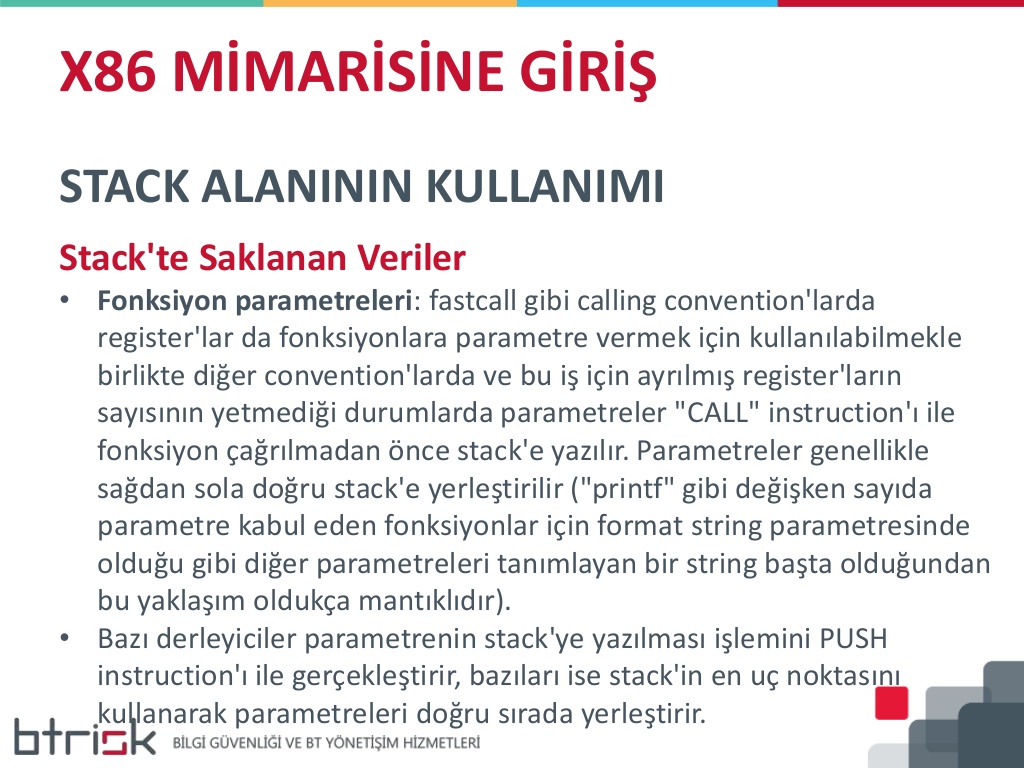 X86 MİMARİSİNE GİRİŞ
STACK ALANININ KULLANIMI
Stack'te Saklanan Veriler
• Fonksiyon parametreleri: fastcall gibi calling convention'larda
register'lar da fonksiyonlara parametre vermek için kullanılabilmekle
birlikte diğer convention'larda ve bu iş için ayrılmış register'ların
sayısının yetmediği durumlarda parametreler "CALL" instruction'ı ile
fonksiyon çağrılmadan önce stack'e yazılır. Parametreler genellikle
sağdan sola doğru stack'e yerleştirilir ("printf" gibi değişken sayıda
parametre kabul eden fonksiyonlar için format string parametresinde
olduğu gibi diğer parametreleri tanımlayan bir string başta olduğundan
bu yaklaşım oldukça mantıklıdır).
• Bazı derleyiciler parametrenin stack'ye yazılması işlemini PUSH
instruction'ı ile gerçekleştirir, bazıları ise stack'in en uç noktasını
kullanarak parametreleri doğru sırada yerleştirir.
btrisk BİLGİ GÜVENLİĞİ VE BT YÖNETİŞİM HİZMETLERİ